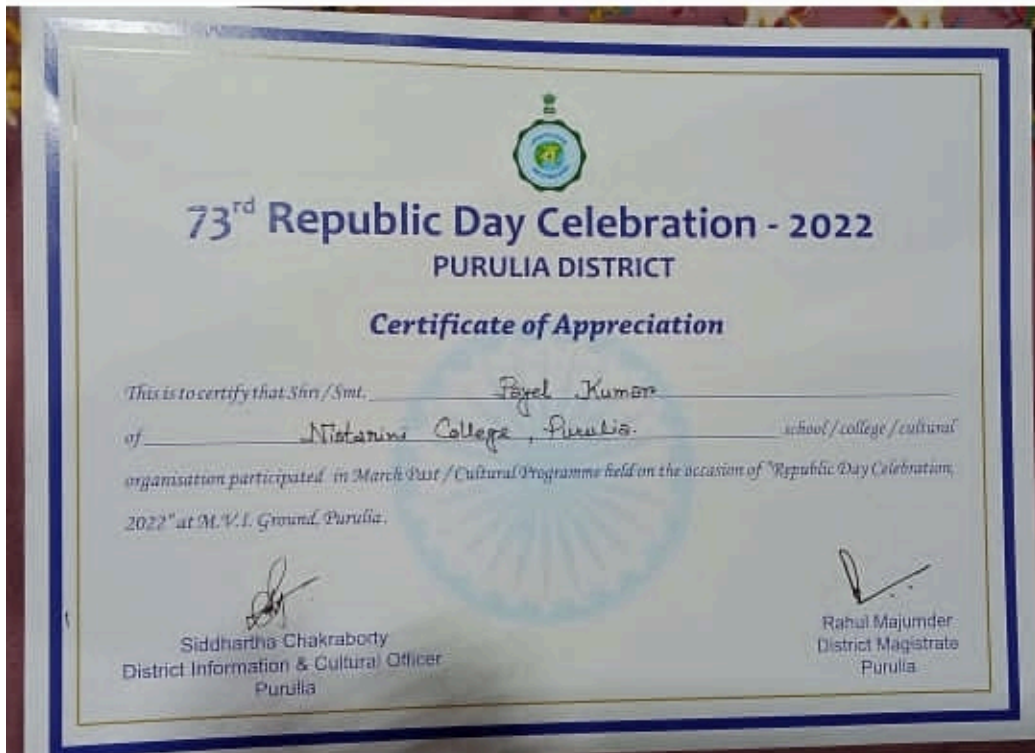 73rd Republic Day Celebration - 2022
PURULIA DISTRICT
Certificate of Appreciation
This is to certify that Shri / Smt. Payel Kumar
of Nistarini College, Purulia. school / college / cultural
organisation participated in March Past / Cultural Programme held on the occasion of "Republic Day Celebration,
2022" at M.V.I. Ground, Purulia.
Siddhartha Chakraborty
District Information & Cultural Officer
Purulia
Rahul Majumder
District Magistrate
Purulia